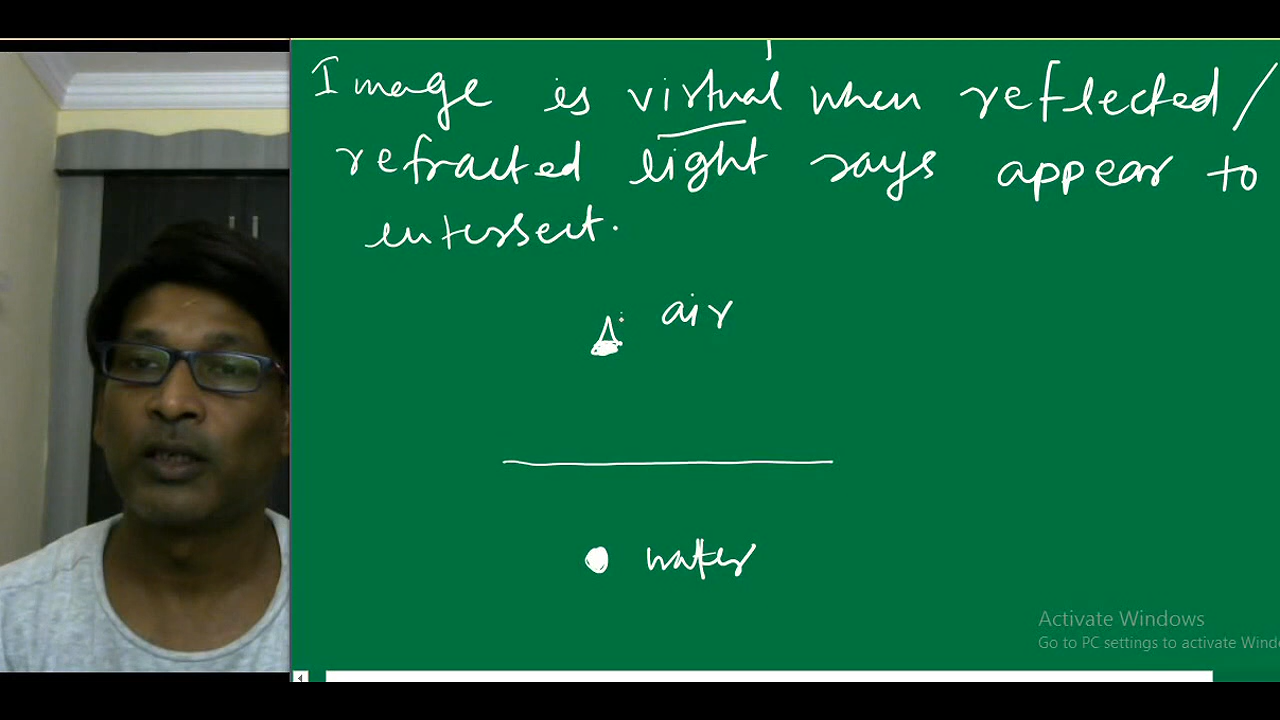 Image is virtual when reflected/
refracted light rays appear to
intersect.
air
water
Activate Windows
Go to PC settings to activate Wind